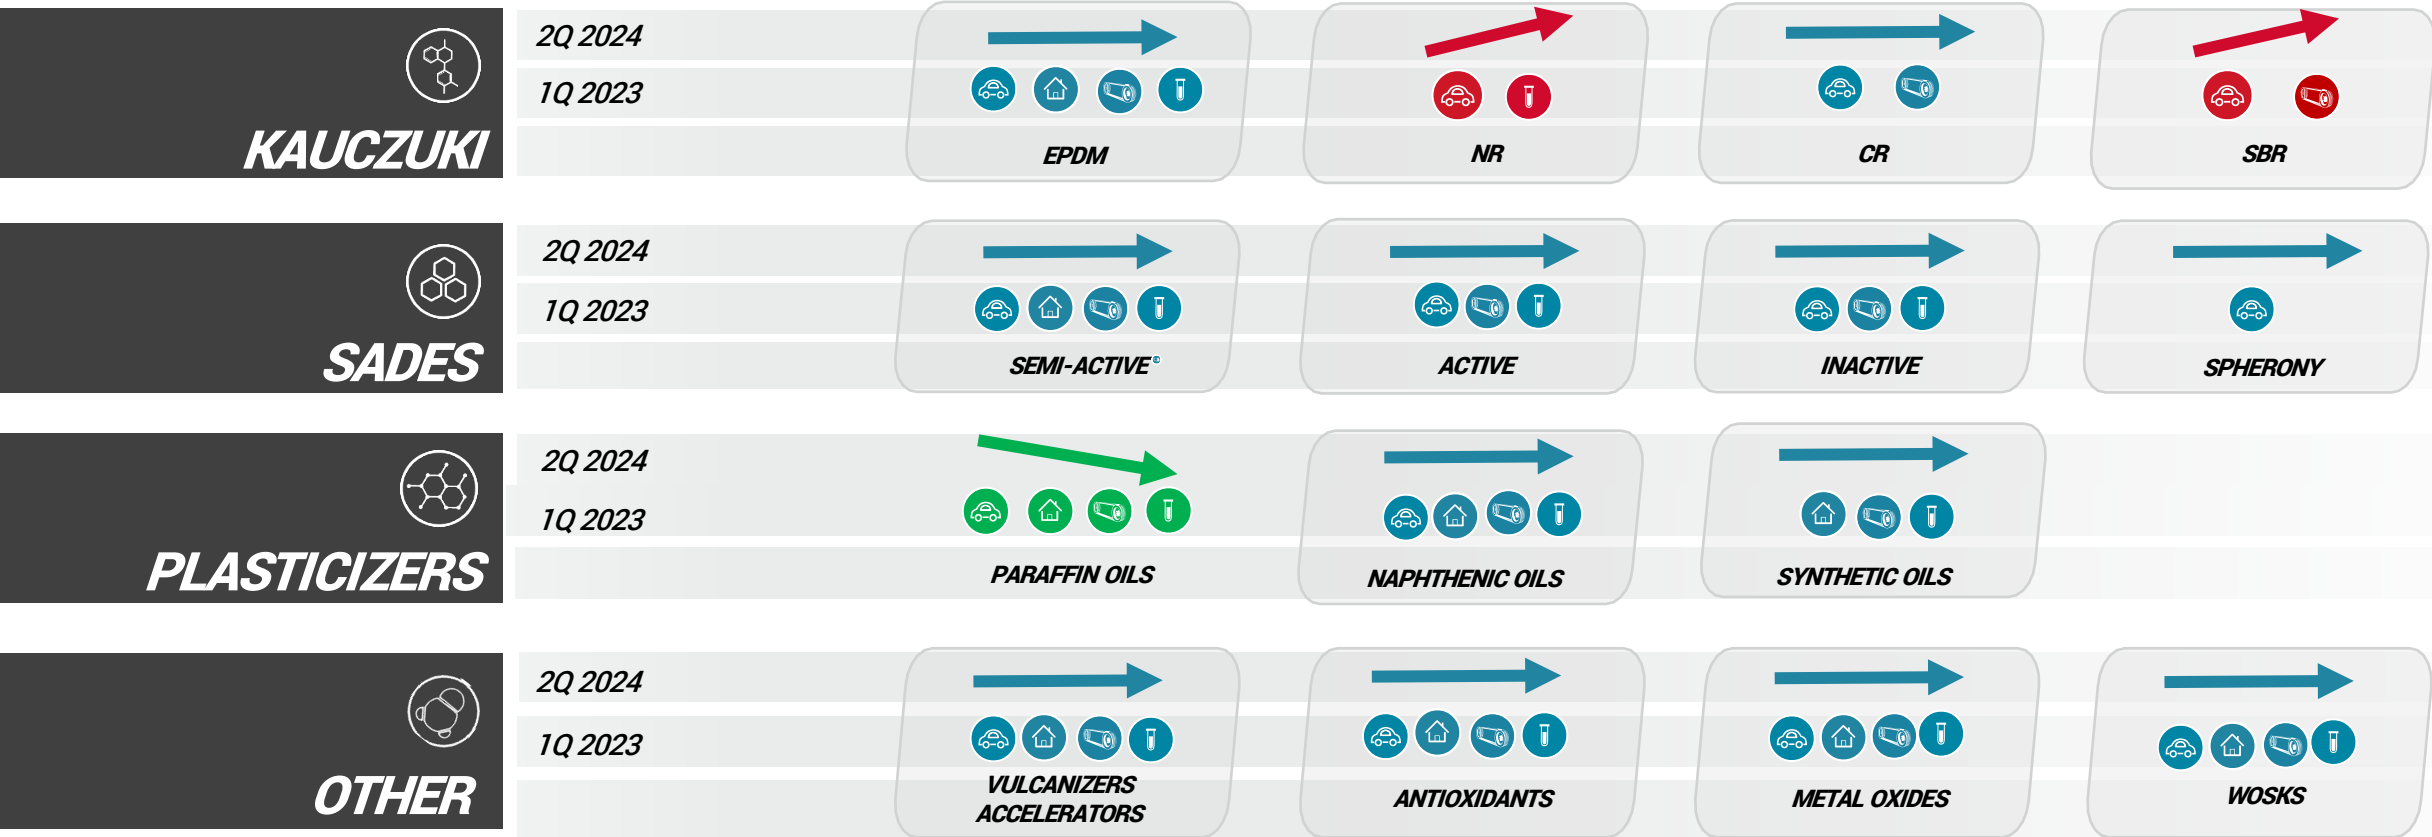 2Q 2024
1Q 2023
KAUCZUKI
EPDM
NR
CR
SBR
2Q 2024
1Q 2023
SADES
SEMI-ACTIVE
ACTIVE
INACTIVE
SPHERONY
2Q 2024
1Q 2023
PLASTICIZERS
PARAFFIN OILS
NAPHTHENIC OILS
SYNTHETIC OILS
2Q 2024
1Q 2023
OTHER
VULCANIZERS
ACCELERATORS
ANTIOXIDANTS
METAL OXIDES
WOSKS